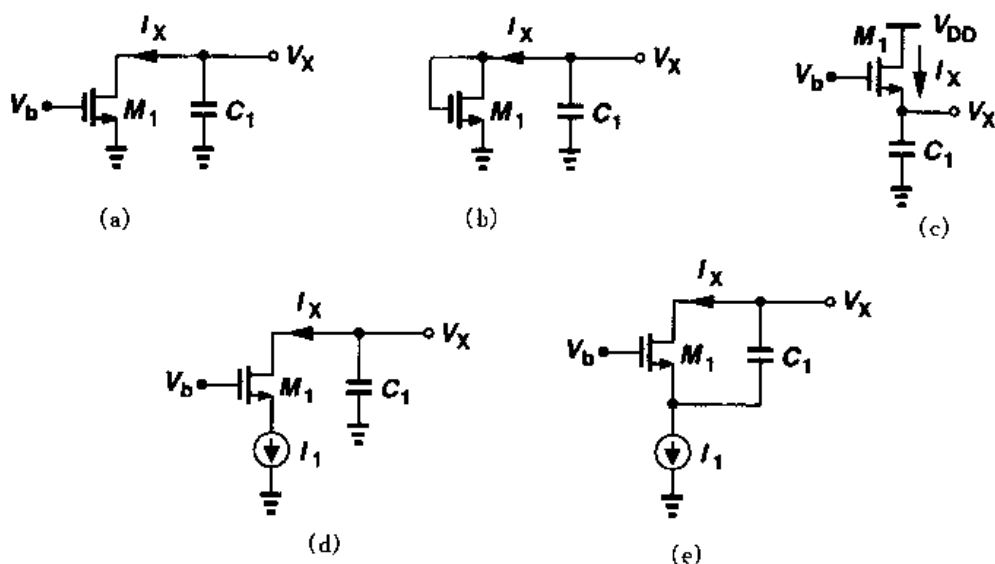 I_X
V_X
V_b
M_1
C_1
(a)
I_X
V_X
M_1
C_1
(b)
V_DD
M_1
V_b
I_X
V_X
C_1
(c)
I_X
V_X
V_b
M_1
C_1
I_1
(d)
I_X
V_X
V_b
M_1
C_1
I_1
(e)